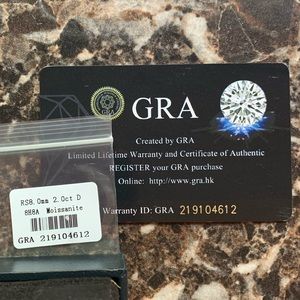 GRA
Created by GRA
Limited Lifetime Warranty and Certificate of Authentic
REGISTER your GRA purchase
Online: http://www.gra.hk
Warranty ID: GRA 219104612
RS8.0mm 2.0ct D
8H8A Moissanite
GRA 219104612